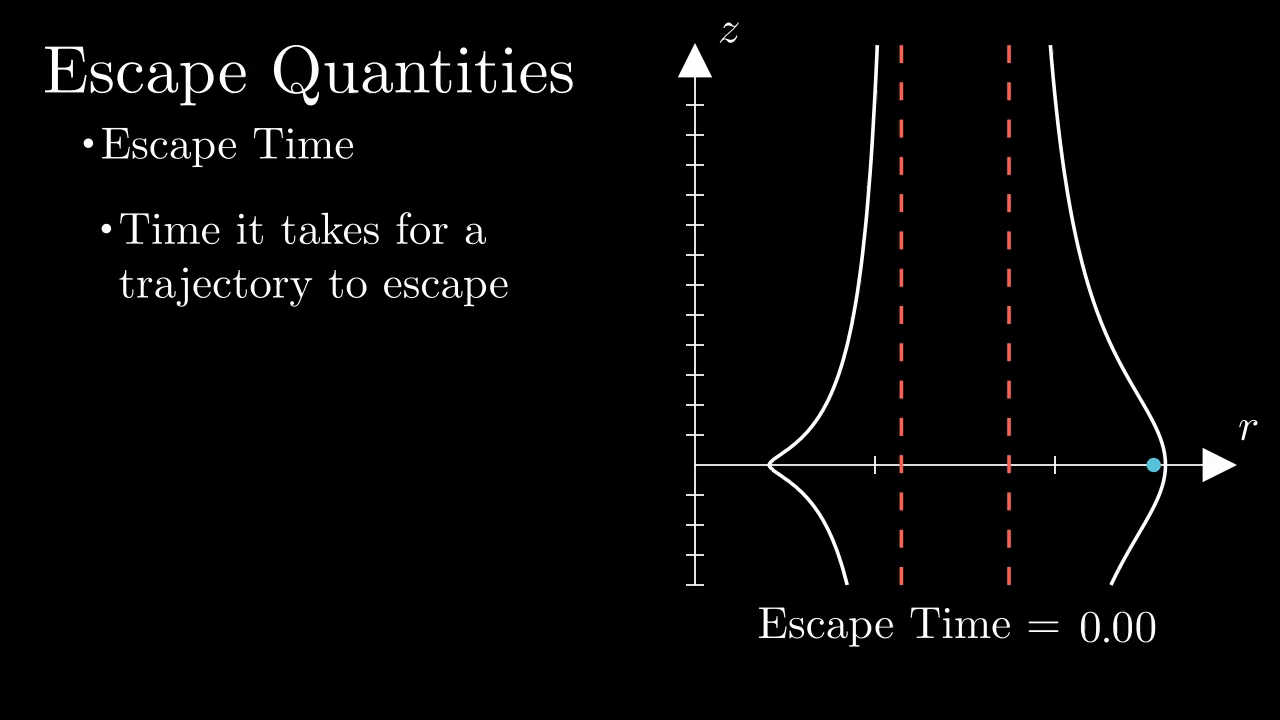 Escape Quantities
•Escape Time
•Time it takes for a
trajectory to escape
z
r
Escape Time = 0.00